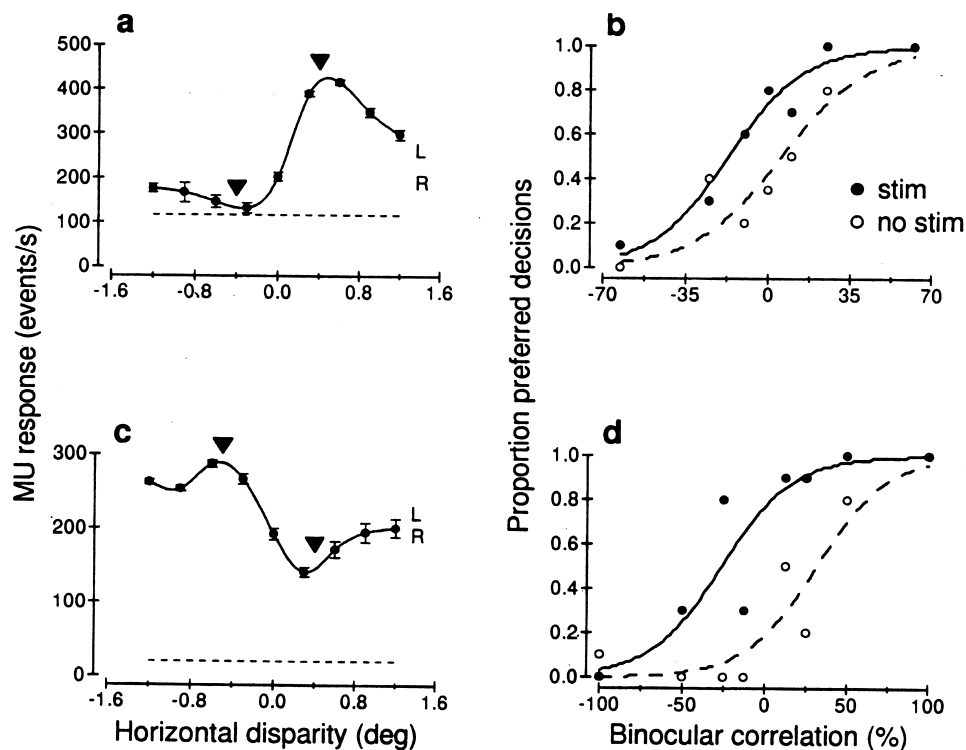 a
500
400
300
200
100
0
L
R
-1.6 -0.8 0.0 0.8 1.6
b
1.0
0.8
0.6
0.4
0.2
0.0
stim
no stim
-70 -35 0 35 70
MU response (events/s)
Proportion preferred decisions
c
300
200
100
0
L
R
-1.6 -0.8 0.0 0.8 1.6
Horizontal disparity (deg)
d
1.0
0.8
0.6
0.4
0.2
0.0
-100 -50 0 50 100
Binocular correlation (%)